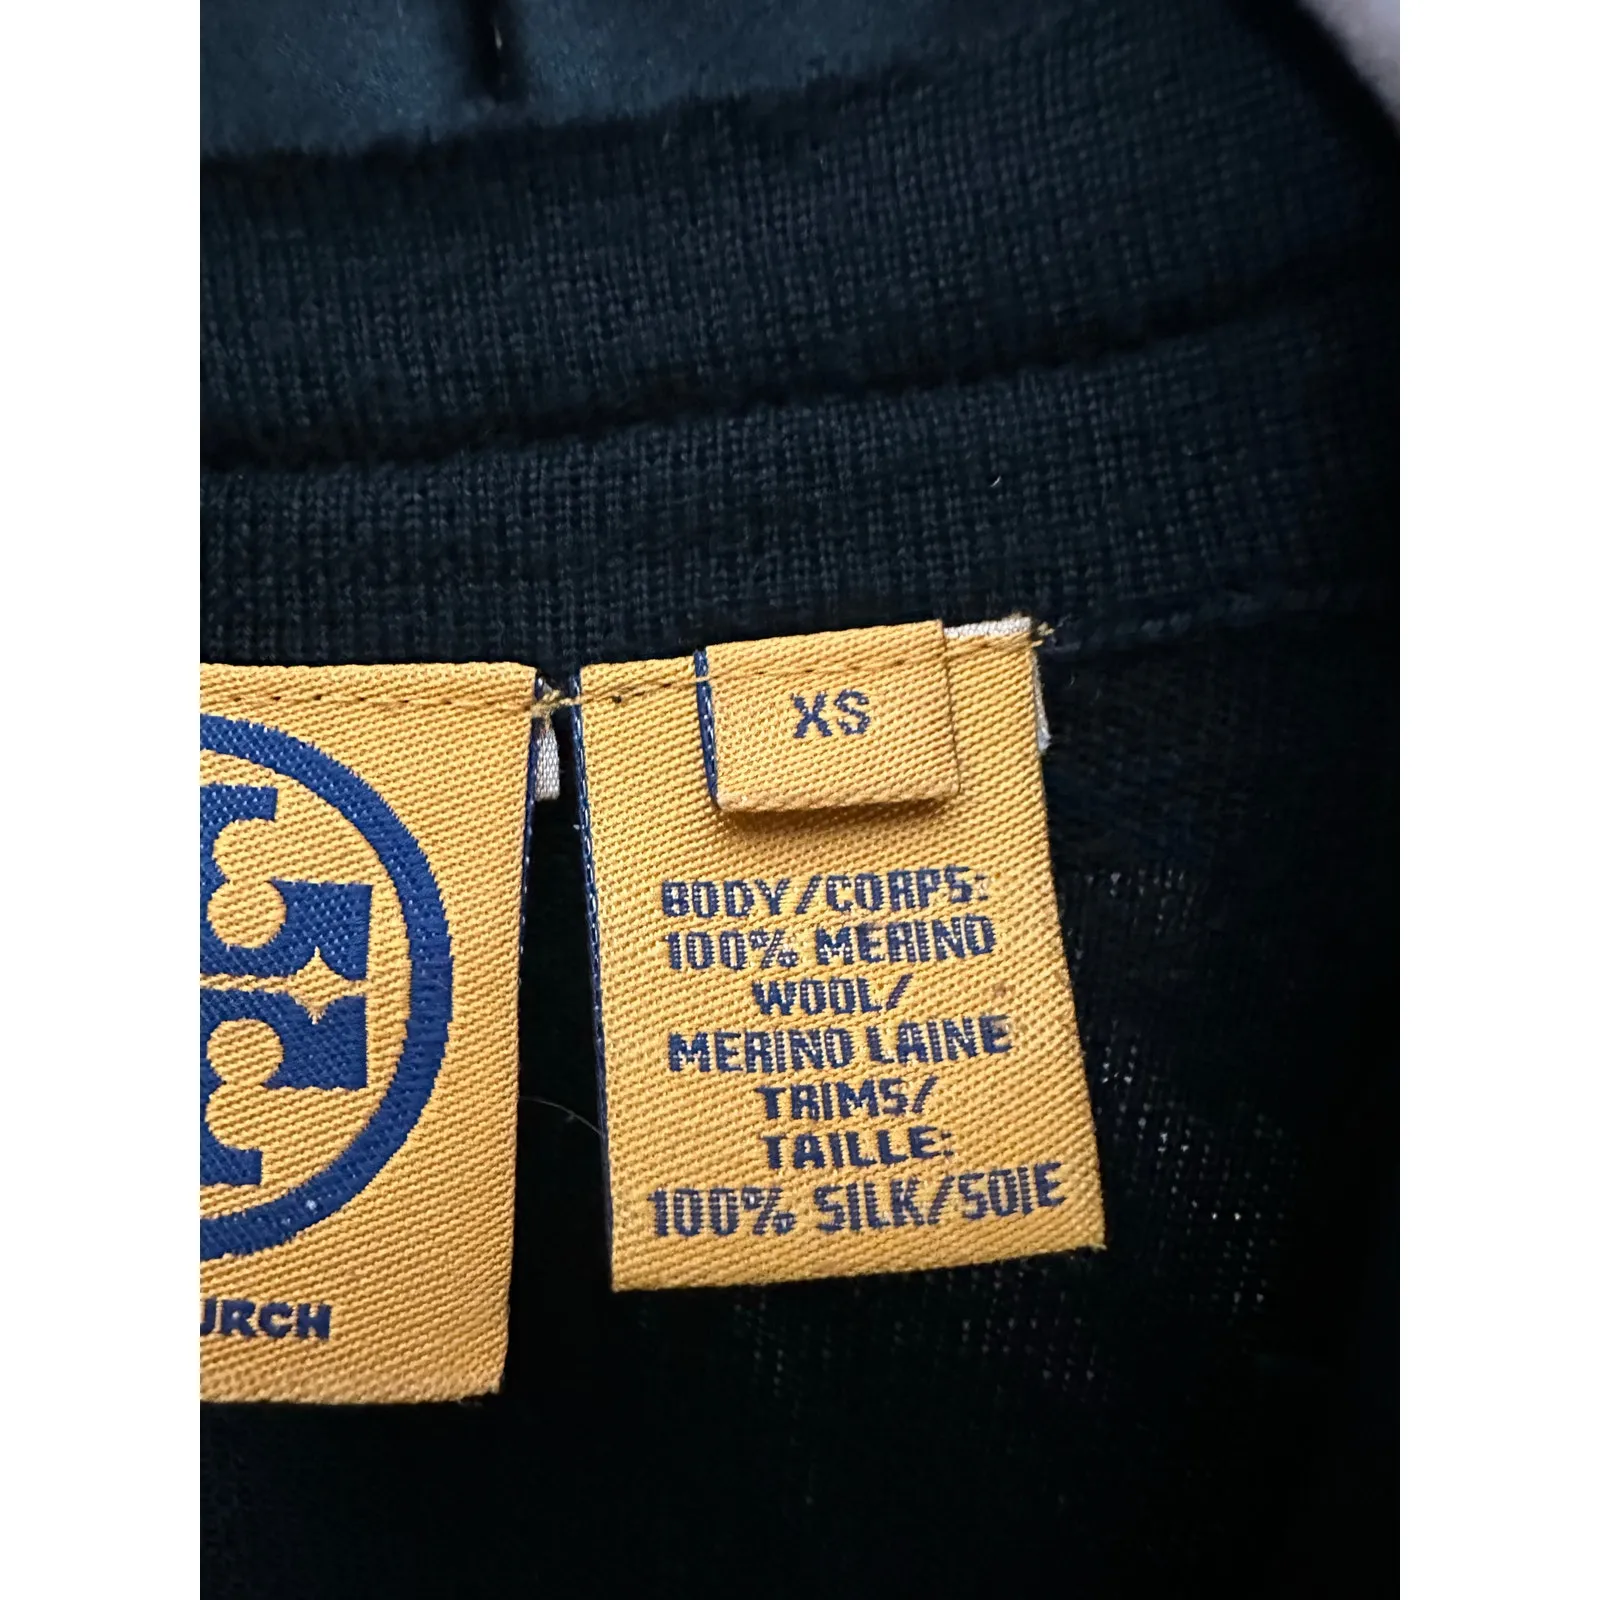 XS
BODY/CORPS:
100% MERINO
WOOL/
MERINO LAINE
TRIMS/
TAILLE:
100% SILK/SOIE
URCH